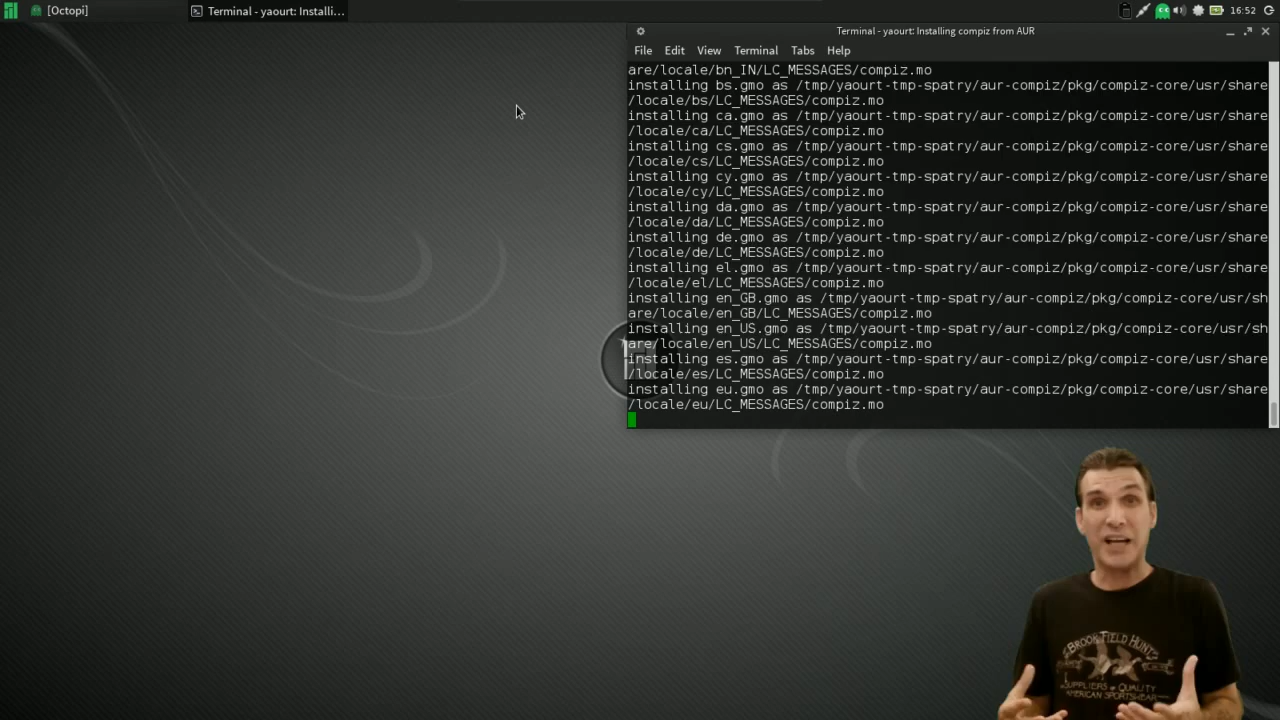 [Octopi]
Terminal - yaourt: Installi...
16:52
Terminal - yaourt: Installing compiz from AUR
File Edit View Terminal Tabs Help
are/locale/bn_IN/LC_MESSAGES/compiz.mo
installing bs.gmo as /tmp/yaourt-tmp-spatry/aur-compiz/pkg/compiz-core/usr/share
/locale/bs/LC_MESSAGES/compiz.mo
installing ca.gmo as /tmp/yaourt-tmp-spatry/aur-compiz/pkg/compiz-core/usr/share
/locale/ca/LC_MESSAGES/compiz.mo
installing cs.gmo as /tmp/yaourt-tmp-spatry/aur-compiz/pkg/compiz-core/usr/share
/locale/cs/LC_MESSAGES/compiz.mo
installing cy.gmo as /tmp/yaourt-tmp-spatry/aur-compiz/pkg/compiz-core/usr/share
/locale/cy/LC_MESSAGES/compiz.mo
installing da.gmo as /tmp/yaourt-tmp-spatry/aur-compiz/pkg/compiz-core/usr/share
/locale/da/LC_MESSAGES/compiz.mo
installing de.gmo as /tmp/yaourt-tmp-spatry/aur-compiz/pkg/compiz-core/usr/share
/locale/de/LC_MESSAGES/compiz.mo
installing el.gmo as /tmp/yaourt-tmp-spatry/aur-compiz/pkg/compiz-core/usr/share
/locale/el/LC_MESSAGES/compiz.mo
installing en_GB.gmo as /tmp/yaourt-tmp-spatry/aur-compiz/pkg/compiz-core/usr/sh
are/locale/en_GB/LC_MESSAGES/compiz.mo
installing en_US.gmo as /tmp/yaourt-tmp-spatry/aur-compiz/pkg/compiz-core/usr/sh
are/locale/en_US/LC_MESSAGES/compiz.mo
installing es.gmo as /tmp/yaourt-tmp-spatry/aur-compiz/pkg/compiz-core/usr/share
/locale/es/LC_MESSAGES/compiz.mo
installing eu.gmo as /tmp/yaourt-tmp-spatry/aur-compiz/pkg/compiz-core/usr/share
/locale/eu/LC_MESSAGES/compiz.mo
BROOK FIELD HUNT
SUPPLIERS of QUALITY
AMERICAN SPORTSWEAR